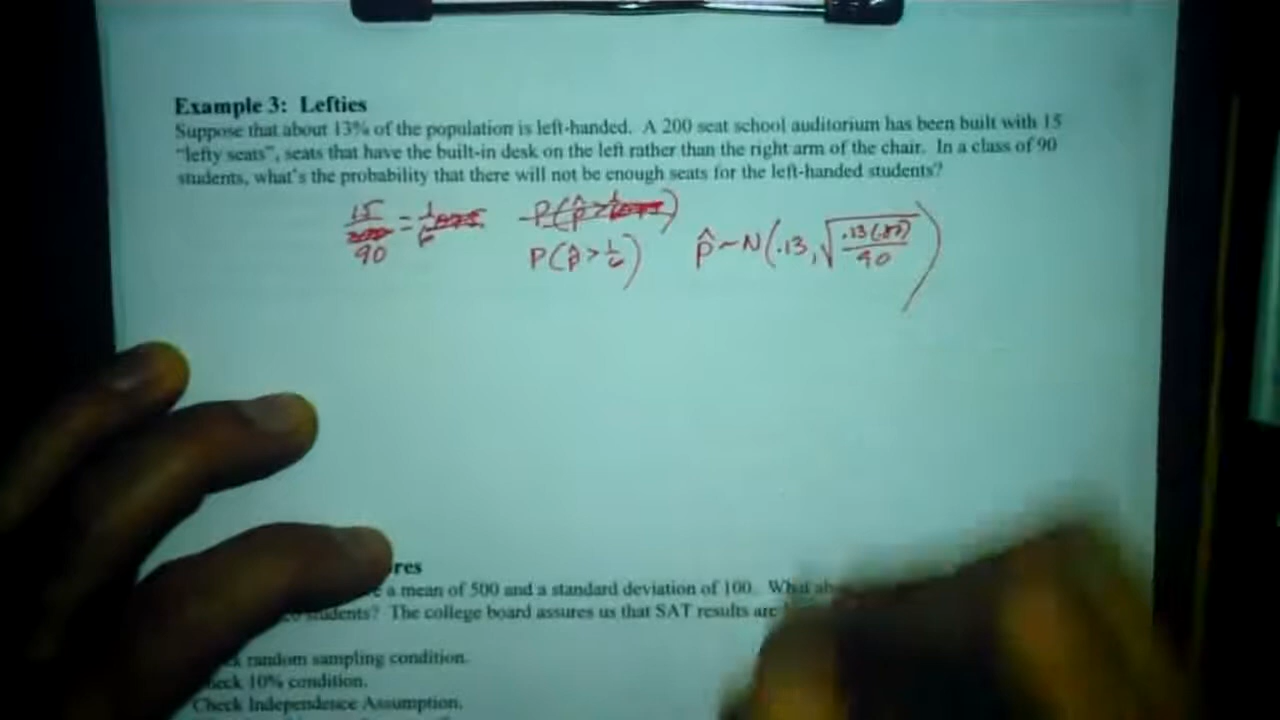 Example 3: Lefties
Suppose that about 13% of the population is left-handed. A 200 seat school auditorium has been built with 15
"lefty seats", seats that have the built-in desk on the left rather than the right arm of the chair. In a class of 90
students, what's the probability that there will not be enough seats for the left-handed students?
15/90 = 1/6
P(p̂ > 1/6) p̂ ~ N(.13, √(.13(.87)/90))
res
a mean of 500 and a standard deviation of 100. What
students? The college board assures us that SAT results are
random sampling condition.
10% condition.
Check Independence Assumption.